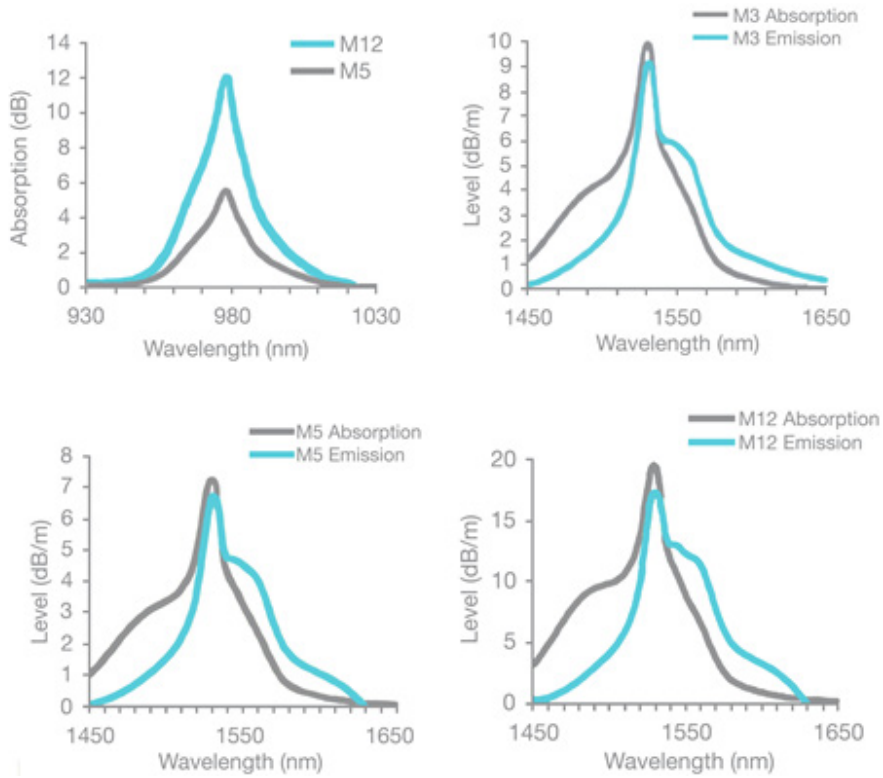 M12
M5
14
12
10
8
6
4
2
0
Absorption (dB)
930
980
1030
Wavelength (nm)
M3 Absorption
M3 Emission
10
9
8
7
6
5
4
3
2
1
0
Level (dB/m)
1450
1550
1650
Wavelength (nm)
M5 Absorption
M5 Emission
8
7
6
5
4
3
2
1
0
Level (dB/m)
1450
1550
1650
Wavelength (nm)
M12 Absorption
M12 Emission
20
15
10
5
0
Level (dB/m)
1450
1550
1650
Wavelength (nm)